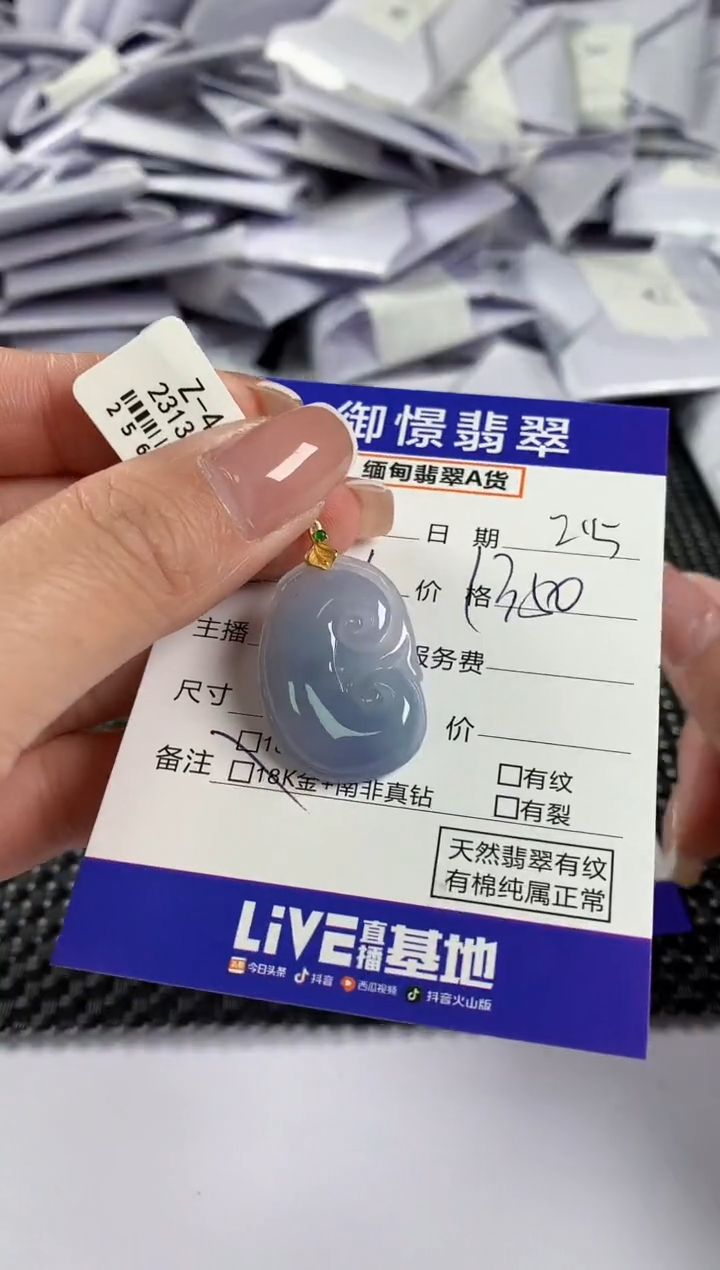 Z-4
2313
256
御憬翡翠
缅甸翡翠A货
日 期 2.15
价 格 1300
主播
服务费
尺寸
价
备注
18K金+南非真钻
有纹
有裂
天然翡翠有纹
有棉纯属正常
LiVE直播基地
今日头条 抖音 西瓜视频 抖音火山版